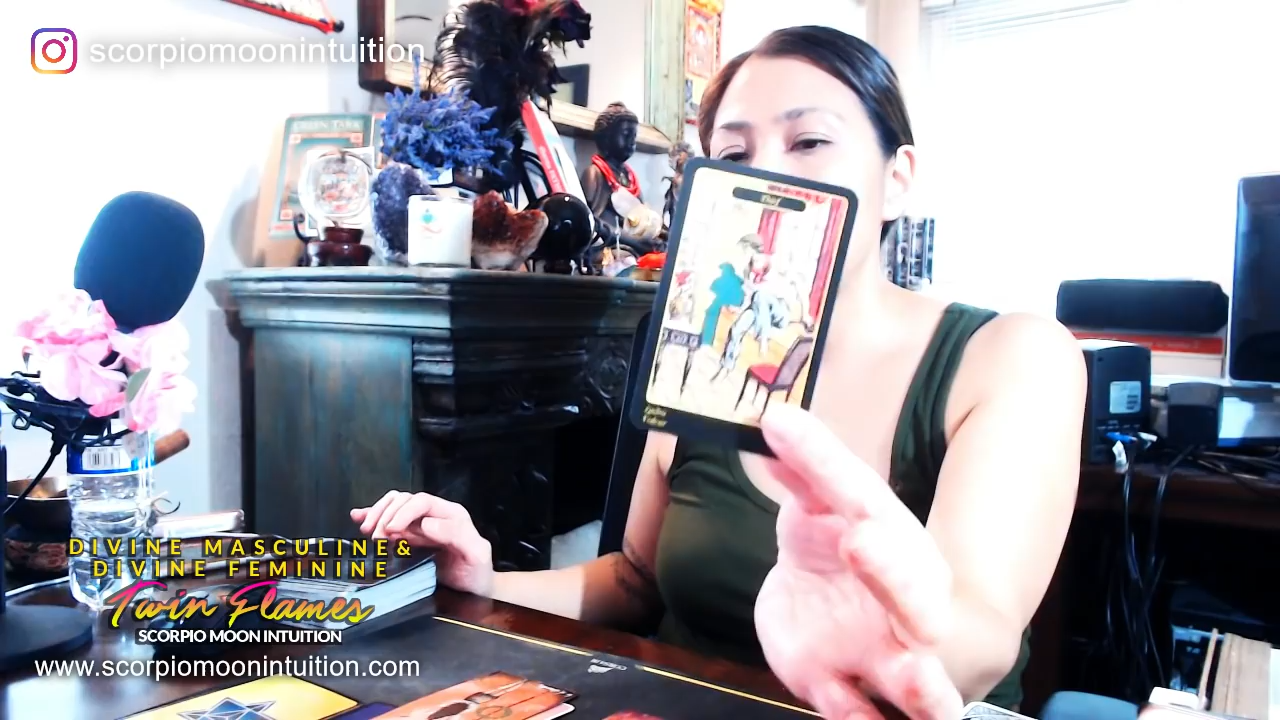 scorpiomoonintuition
DIVINE MASCULINE&
DIVINE FEMININE
Twin Flames
SCORPIO MOON INTUITION
www.scorpiomoonintuition.com
Thief